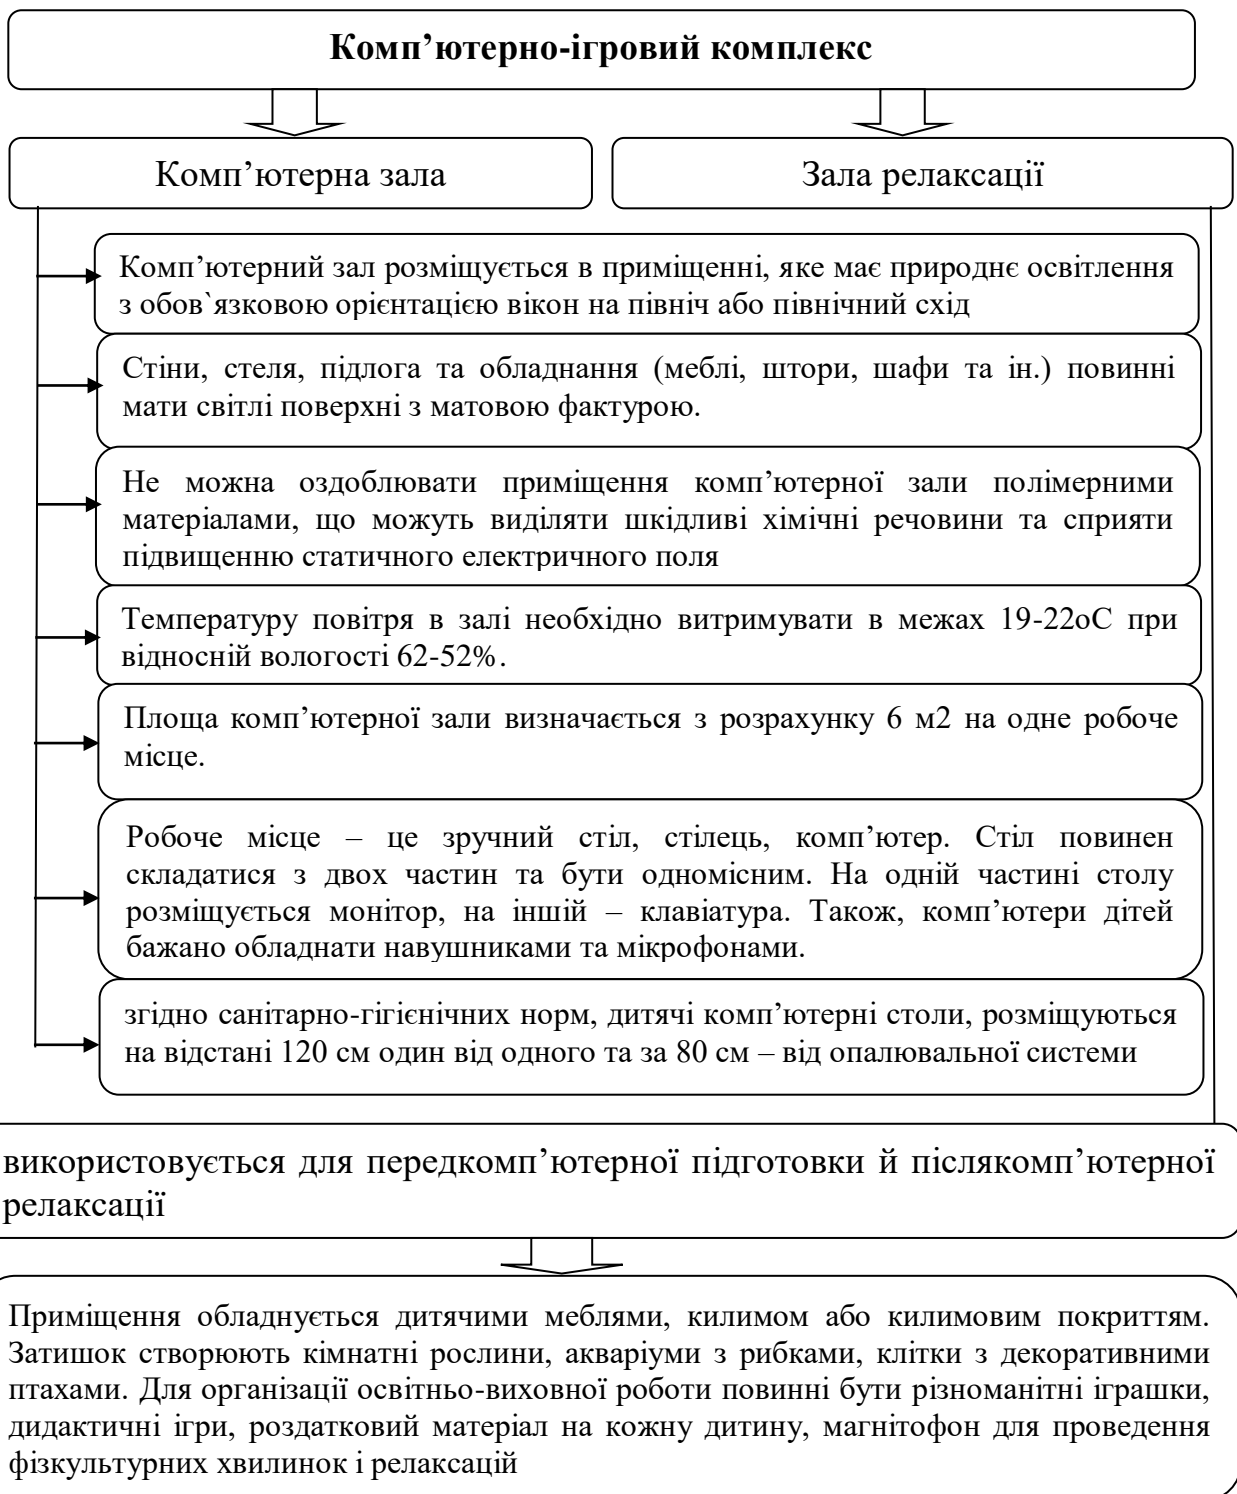 Комп’ютерно-ігровий комплекс
Комп’ютерна зала
Зала релаксації
Комп’ютерний зал розміщується в приміщенні, яке має природнє освітлення
з обов`язковою орієнтацією вікон на північ або північний схід
Стіни, стеля, підлога та обладнання (меблі, штори, шафи та ін.) повинні
мати світлі поверхні з матовою фактурою.
Не можна оздоблювати приміщення комп’ютерної зали полімерними
матеріалами, що можуть виділяти шкідливі хімічні речовини та сприяти
підвищенню статичного електричного поля
Температуру повітря в залі необхідно витримувати в межах 19-22оС при
відносній вологості 62-52%.
Площа комп’ютерної зали визначається з розрахунку 6 м2 на одне робоче
місце.
Робоче місце – це зручний стіл, стілець, комп’ютер. Стіл повинен
складатися з двох частин та бути одномісним. На одній частині столу
розміщується монітор, на іншій – клавіатура. Також, комп’ютери дітей
бажано обладнати навушниками та мікрофонами.
згідно санітарно-гігієнічних норм, дитячі комп’ютерні столи, розміщуються
на відстані 120 см один від одного та за 80 см – від опалювальної системи
використовується для передкомп’ютерної підготовки й післякомп’ютерної
релаксації
Приміщення обладнується дитячими меблями, килимом або килимовим покриттям.
Затишок створюють кімнатні рослини, акваріуми з рибками, клітки з декоративними
птахами. Для організації освітньо-виховної роботи повинні бути різноманітні іграшки,
дидактичні ігри, роздатковий матеріал на кожну дитину, магнітофон для проведення
фізкультурних хвилинок і релаксацій